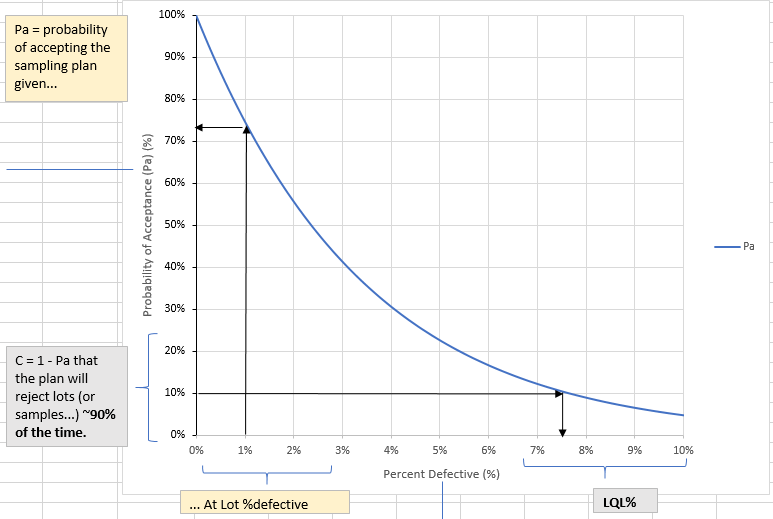 Pa = probability
of accepting the
sampling plan
given...
100%
90%
80%
70%
60%
50%
40%
30%
20%
10%
0%
Probability of Acceptance (Pa) (%)
Pa
C = 1 - Pa that
the plan will
reject lots (or
samples...) ~90%
of the time.
0% 1% 2% 3% 4% 5% 6% 7% 8% 9% 10%
Percent Defective (%)
... At Lot %defective
LQL%